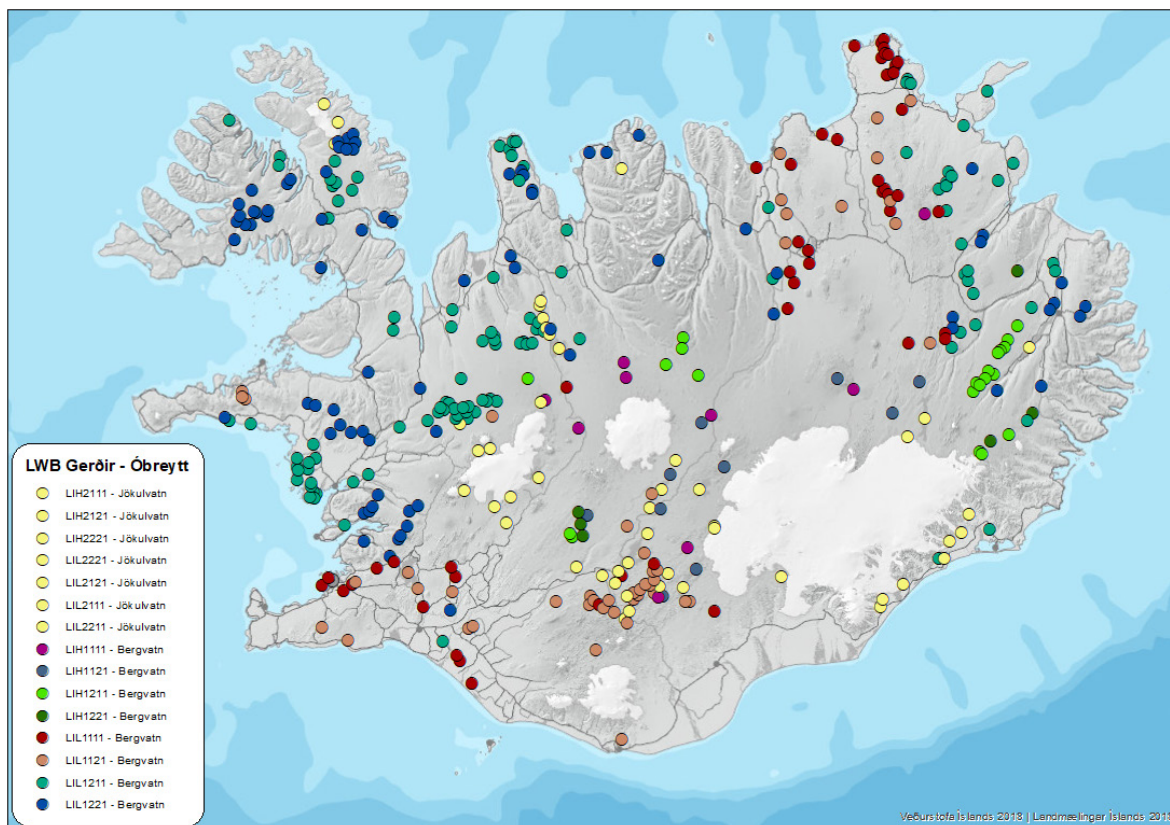 LWB Gerðir - Óbreytt
LIH2111 - Jökulvatn
LIH2121 - Jökulvatn
LIH2221 - Jökulvatn
LIL2221 - Jökulvatn
LIL2121 - Jökulvatn
LIL2111 - Jökulvatn
LIL2211 - Jökulvatn
LIH1111 - Bergvatn
LIH1121 - Bergvatn
LIH1211 - Bergvatn
LIH1221 - Bergvatn
LIL1111 - Bergvatn
LIL1121 - Bergvatn
LIL1211 - Bergvatn
LIL1221 - Bergvatn
Veðurstofa Íslands 2018 | Landmælingar Íslands 2018